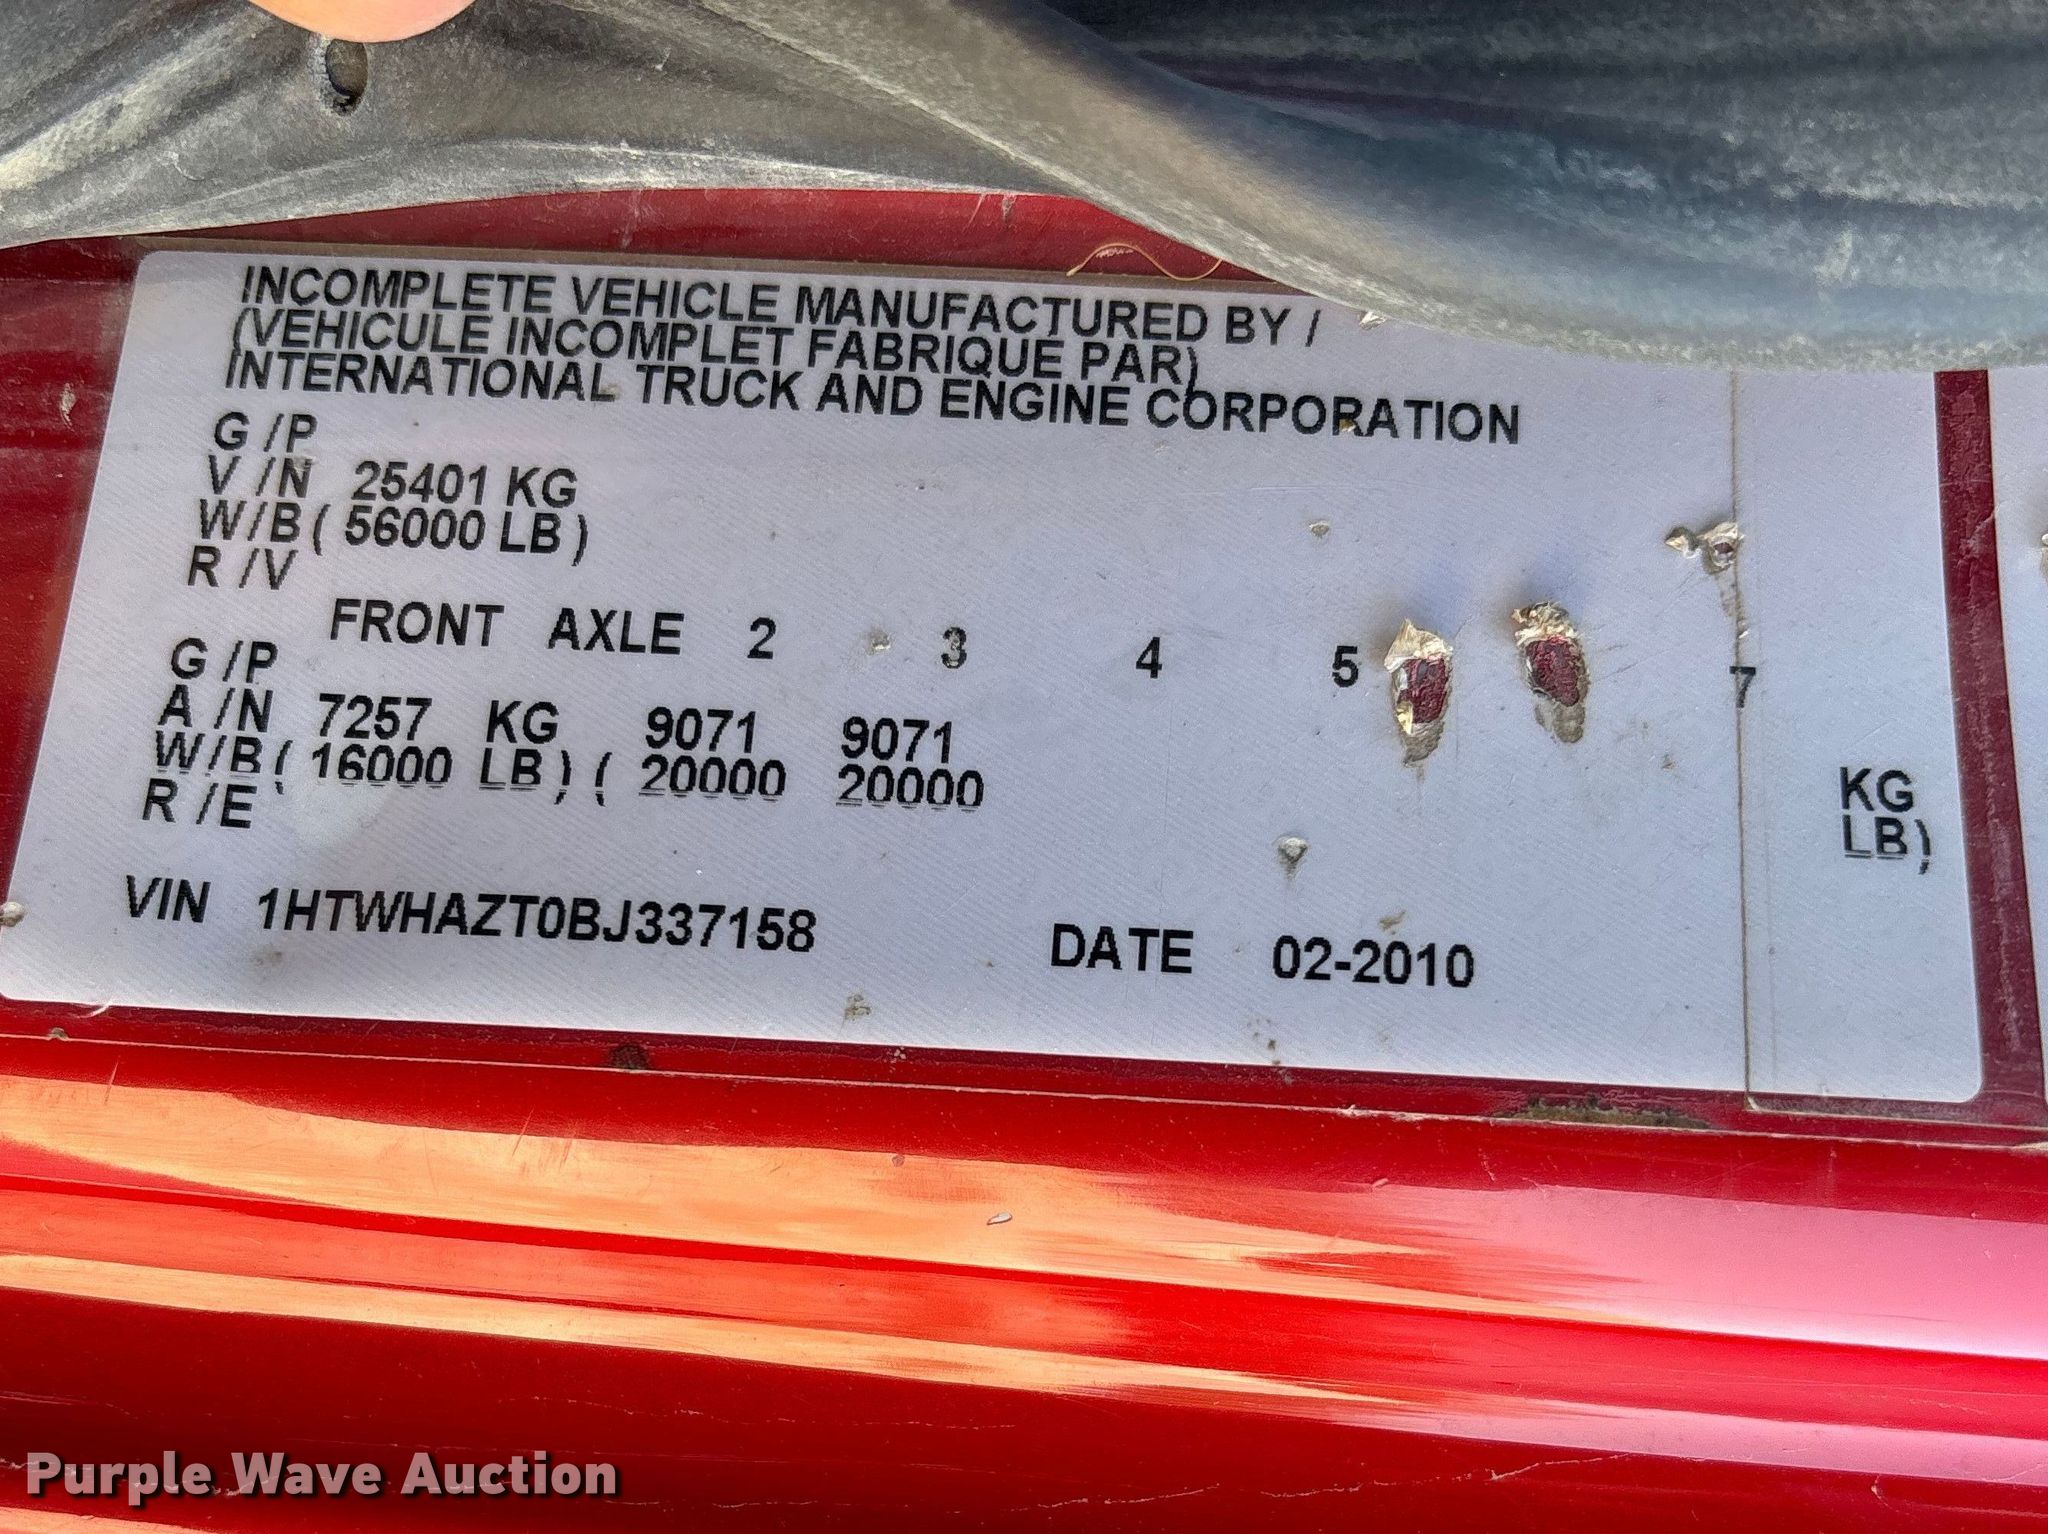 INCOMPLETE VEHICLE MANUFACTURED BY /
(VEHICULE INCOMPLET FABRIQUE PAR)
INTERNATIONAL TRUCK AND ENGINE CORPORATION
G /P
V /N 25401 KG
W/B ( 56000 LB )
R /V
FRONT AXLE 2 3 4 5 7
G /P
A /N 7257 KG 9071 9071 KG
W/B ( 16000 LB ) ( 20000 20000 LB )
R /E
VIN 1HTWHAZT0BJ337158 DATE 02-2010
Purple Wave Auction